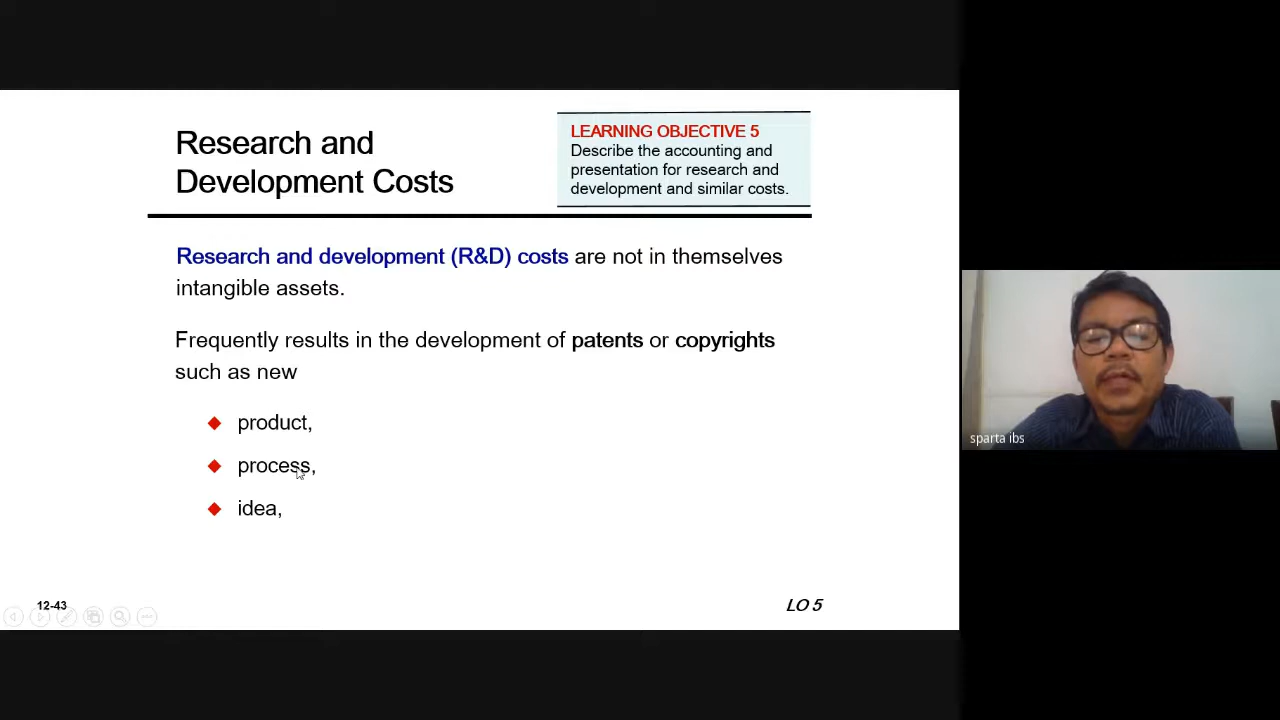 Research and
Development Costs
LEARNING OBJECTIVE 5
Describe the accounting and
presentation for research and
development and similar costs.
Research and development (R&D) costs are not in themselves
intangible assets.
Frequently results in the development of patents or copyrights
such as new
product,
process,
idea,
12-43
LO 5
sparta ibs